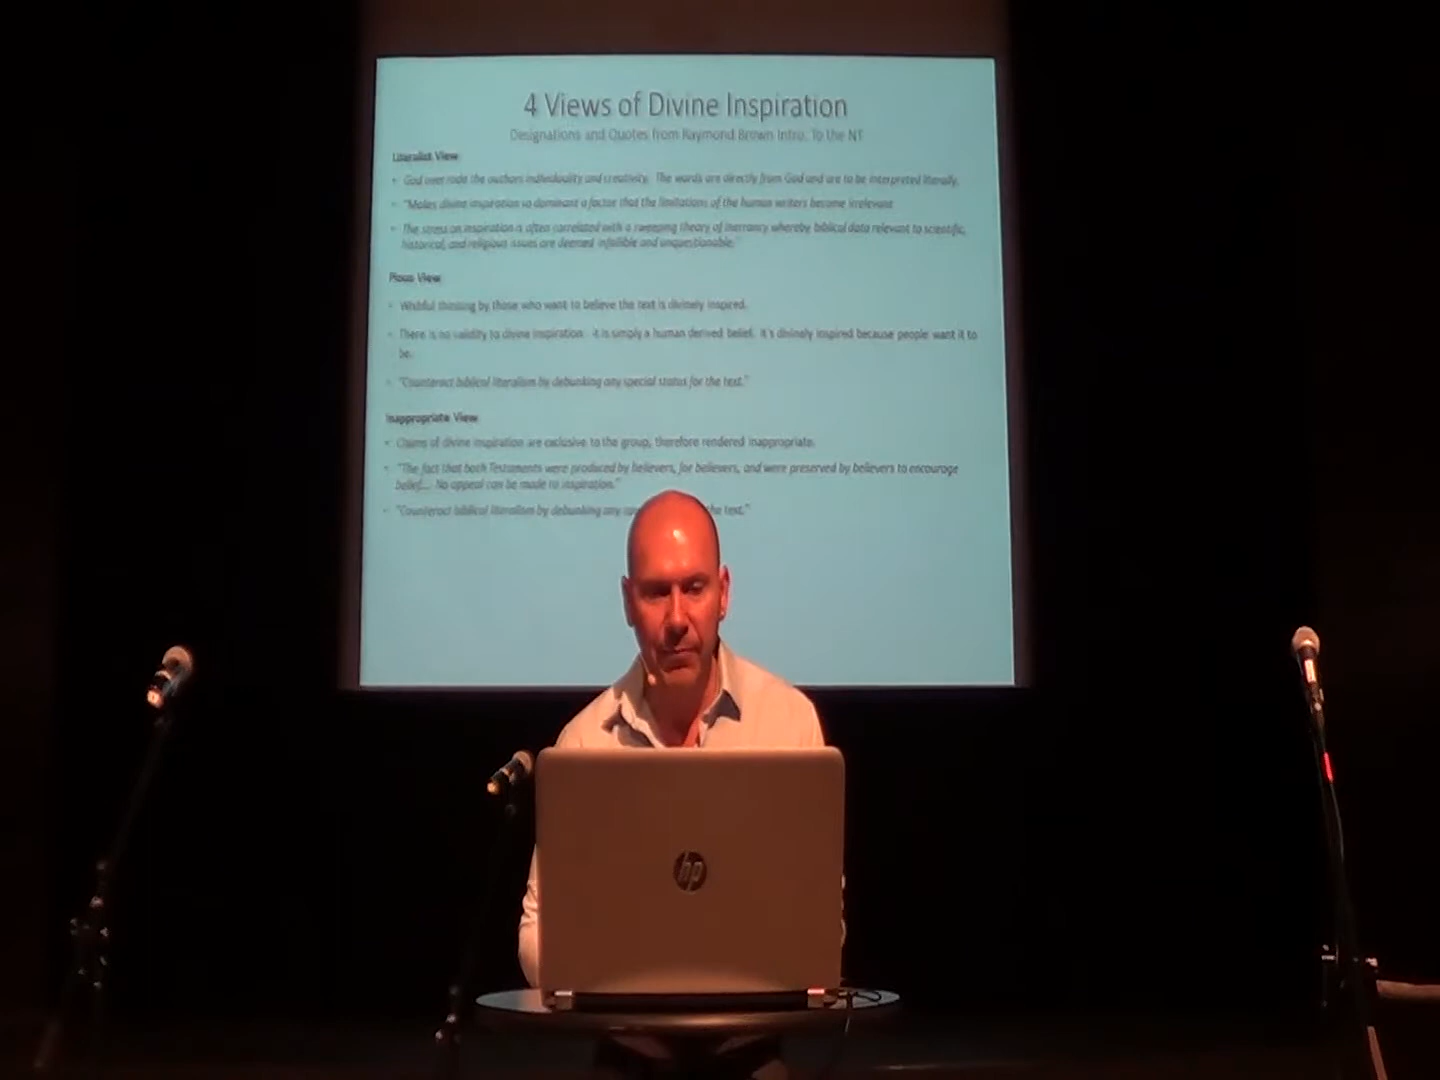 4 Views of Divine Inspiration
Designations and Quotes from Raymond Brown Intro. To the NT
Literalist View
• God over rode the authors individuality and creativity. The words are directly from God and are to be interpreted literally.
• "Makes divine inspiration so dominant a factor that the limitations of the human writers become irrelevant
• The stress on inspiration is often correlated with a sweeping theory of inerrancy whereby biblical data relevant to scientific,
historical, and religious issues are deemed infallible and unquestionable."
Pious View
• Wishful thinking by those who want to believe the text is divinely inspired.
• There is no validity to divine inspiration. It is simply a human derived belief. It's divinely inspired because people want it to
be.
• "Counteract biblical literalism by debunking any special status for the text."
Inappropriate View
• Claims of divine inspiration are exclusive to the group, therefore rendered inappropriate.
• "The fact that both Testaments were produced by believers, for believers, and were preserved by believers to encourage
belief... No appeal can be made to inspiration."
• "Counteract biblical literalism by debunking any the text."
hp